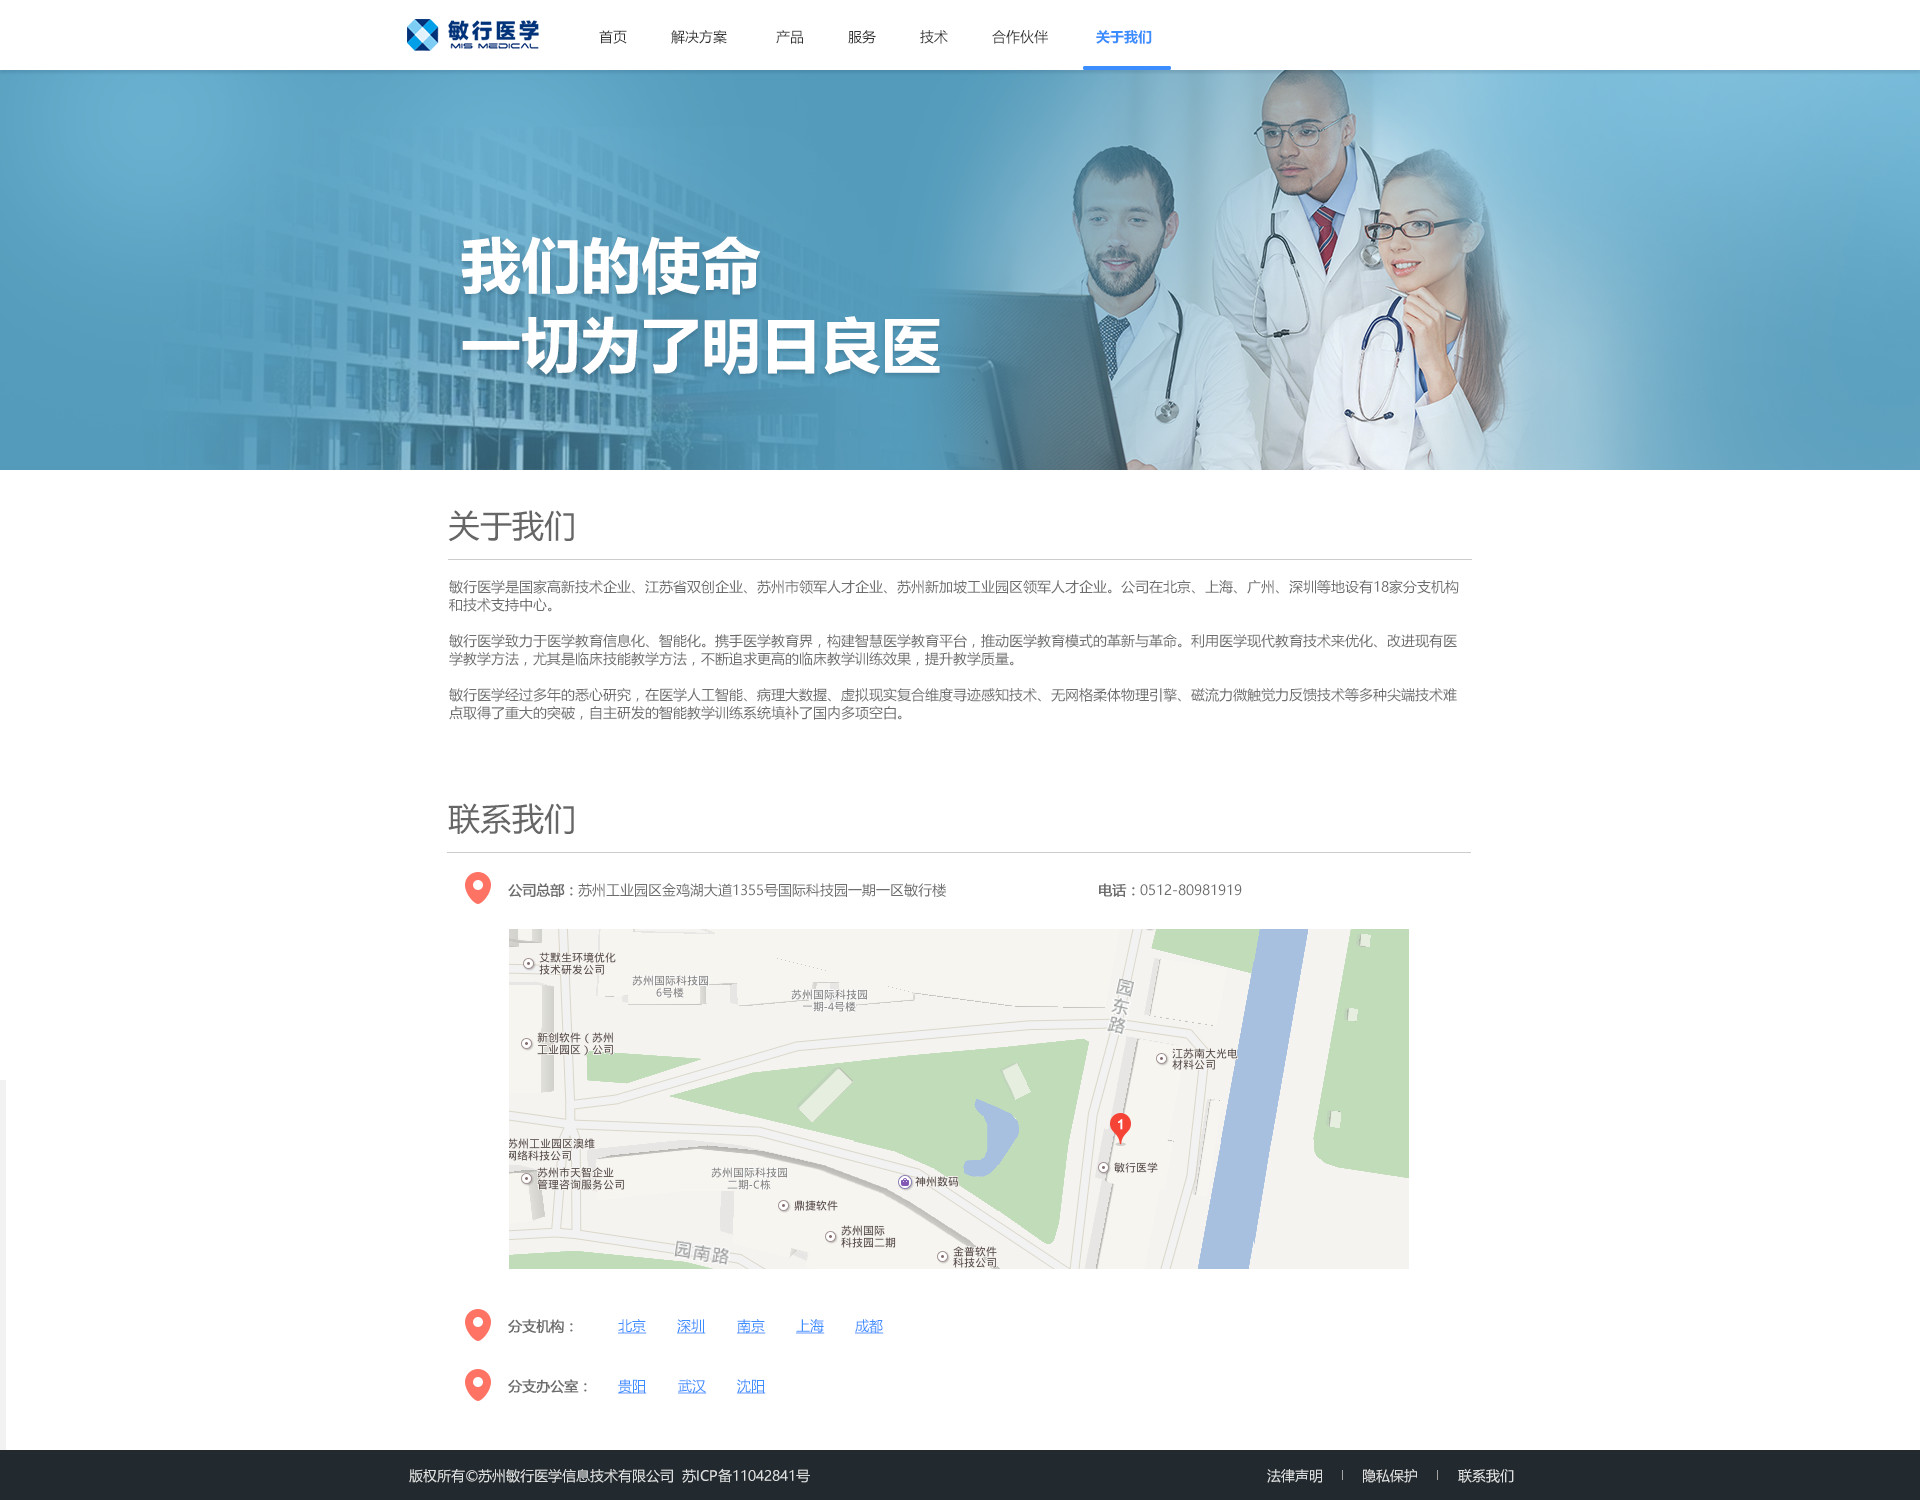 敏行医学
MIS MEDICAL
首页 解决方案 产品 服务 技术 合作伙伴 关于我们
我们的使命
一切为了明日良医
关于我们
敏行医学是国家高新技术企业、江苏省双创企业、苏州市领军人才企业、苏州新加坡工业园区领军人才企业。公司在北京、上海、广州、深圳等地设有18家分支机构
和技术支持中心。
敏行医学致力于医学教育信息化、智能化。携手医学教育界，构建智慧医学教育平台，推动医学教育模式的革新与革命。利用医学现代教育技术来优化、改进现有医
学教学方法，尤其是临床技能教学方法，不断追求更高的临床教学训练效果，提升教学质量。
敏行医学经过多年的悉心研究，在医学人工智能、病理大数据、虚拟现实复合维度寻迹感知技术、无网格柔体物理引擎、磁流力微触觉力反馈技术等多种尖端技术难
点取得了重大的突破，自主研发的智能教学训练系统填补了国内多项空白。
联系我们
公司总部：苏州工业园区金鸡湖大道1355号国际科技园一期一区敏行楼 电话：0512-80981919
艾默生环境优化
技术研发公司
苏州国际科技园
6号楼
苏州国际科技园
一期-4号楼
园东路
新创软件（苏州
工业园区）公司
江苏南大光电
材料公司
1
苏州工业园区澳维
网络科技公司
苏州市天智企业
管理咨询服务公司
苏州国际科技园
二期-C栋
神州数码
敏行医学
鼎捷软件
苏州国际
科技园二期
园南路
金普软件
科技公司
分支机构： 北京 深圳 南京 上海 成都
分支办公室： 贵阳 武汉 沈阳
版权所有©苏州敏行医学信息技术有限公司 苏ICP备11042841号 法律声明 | 隐私保护 | 联系我们